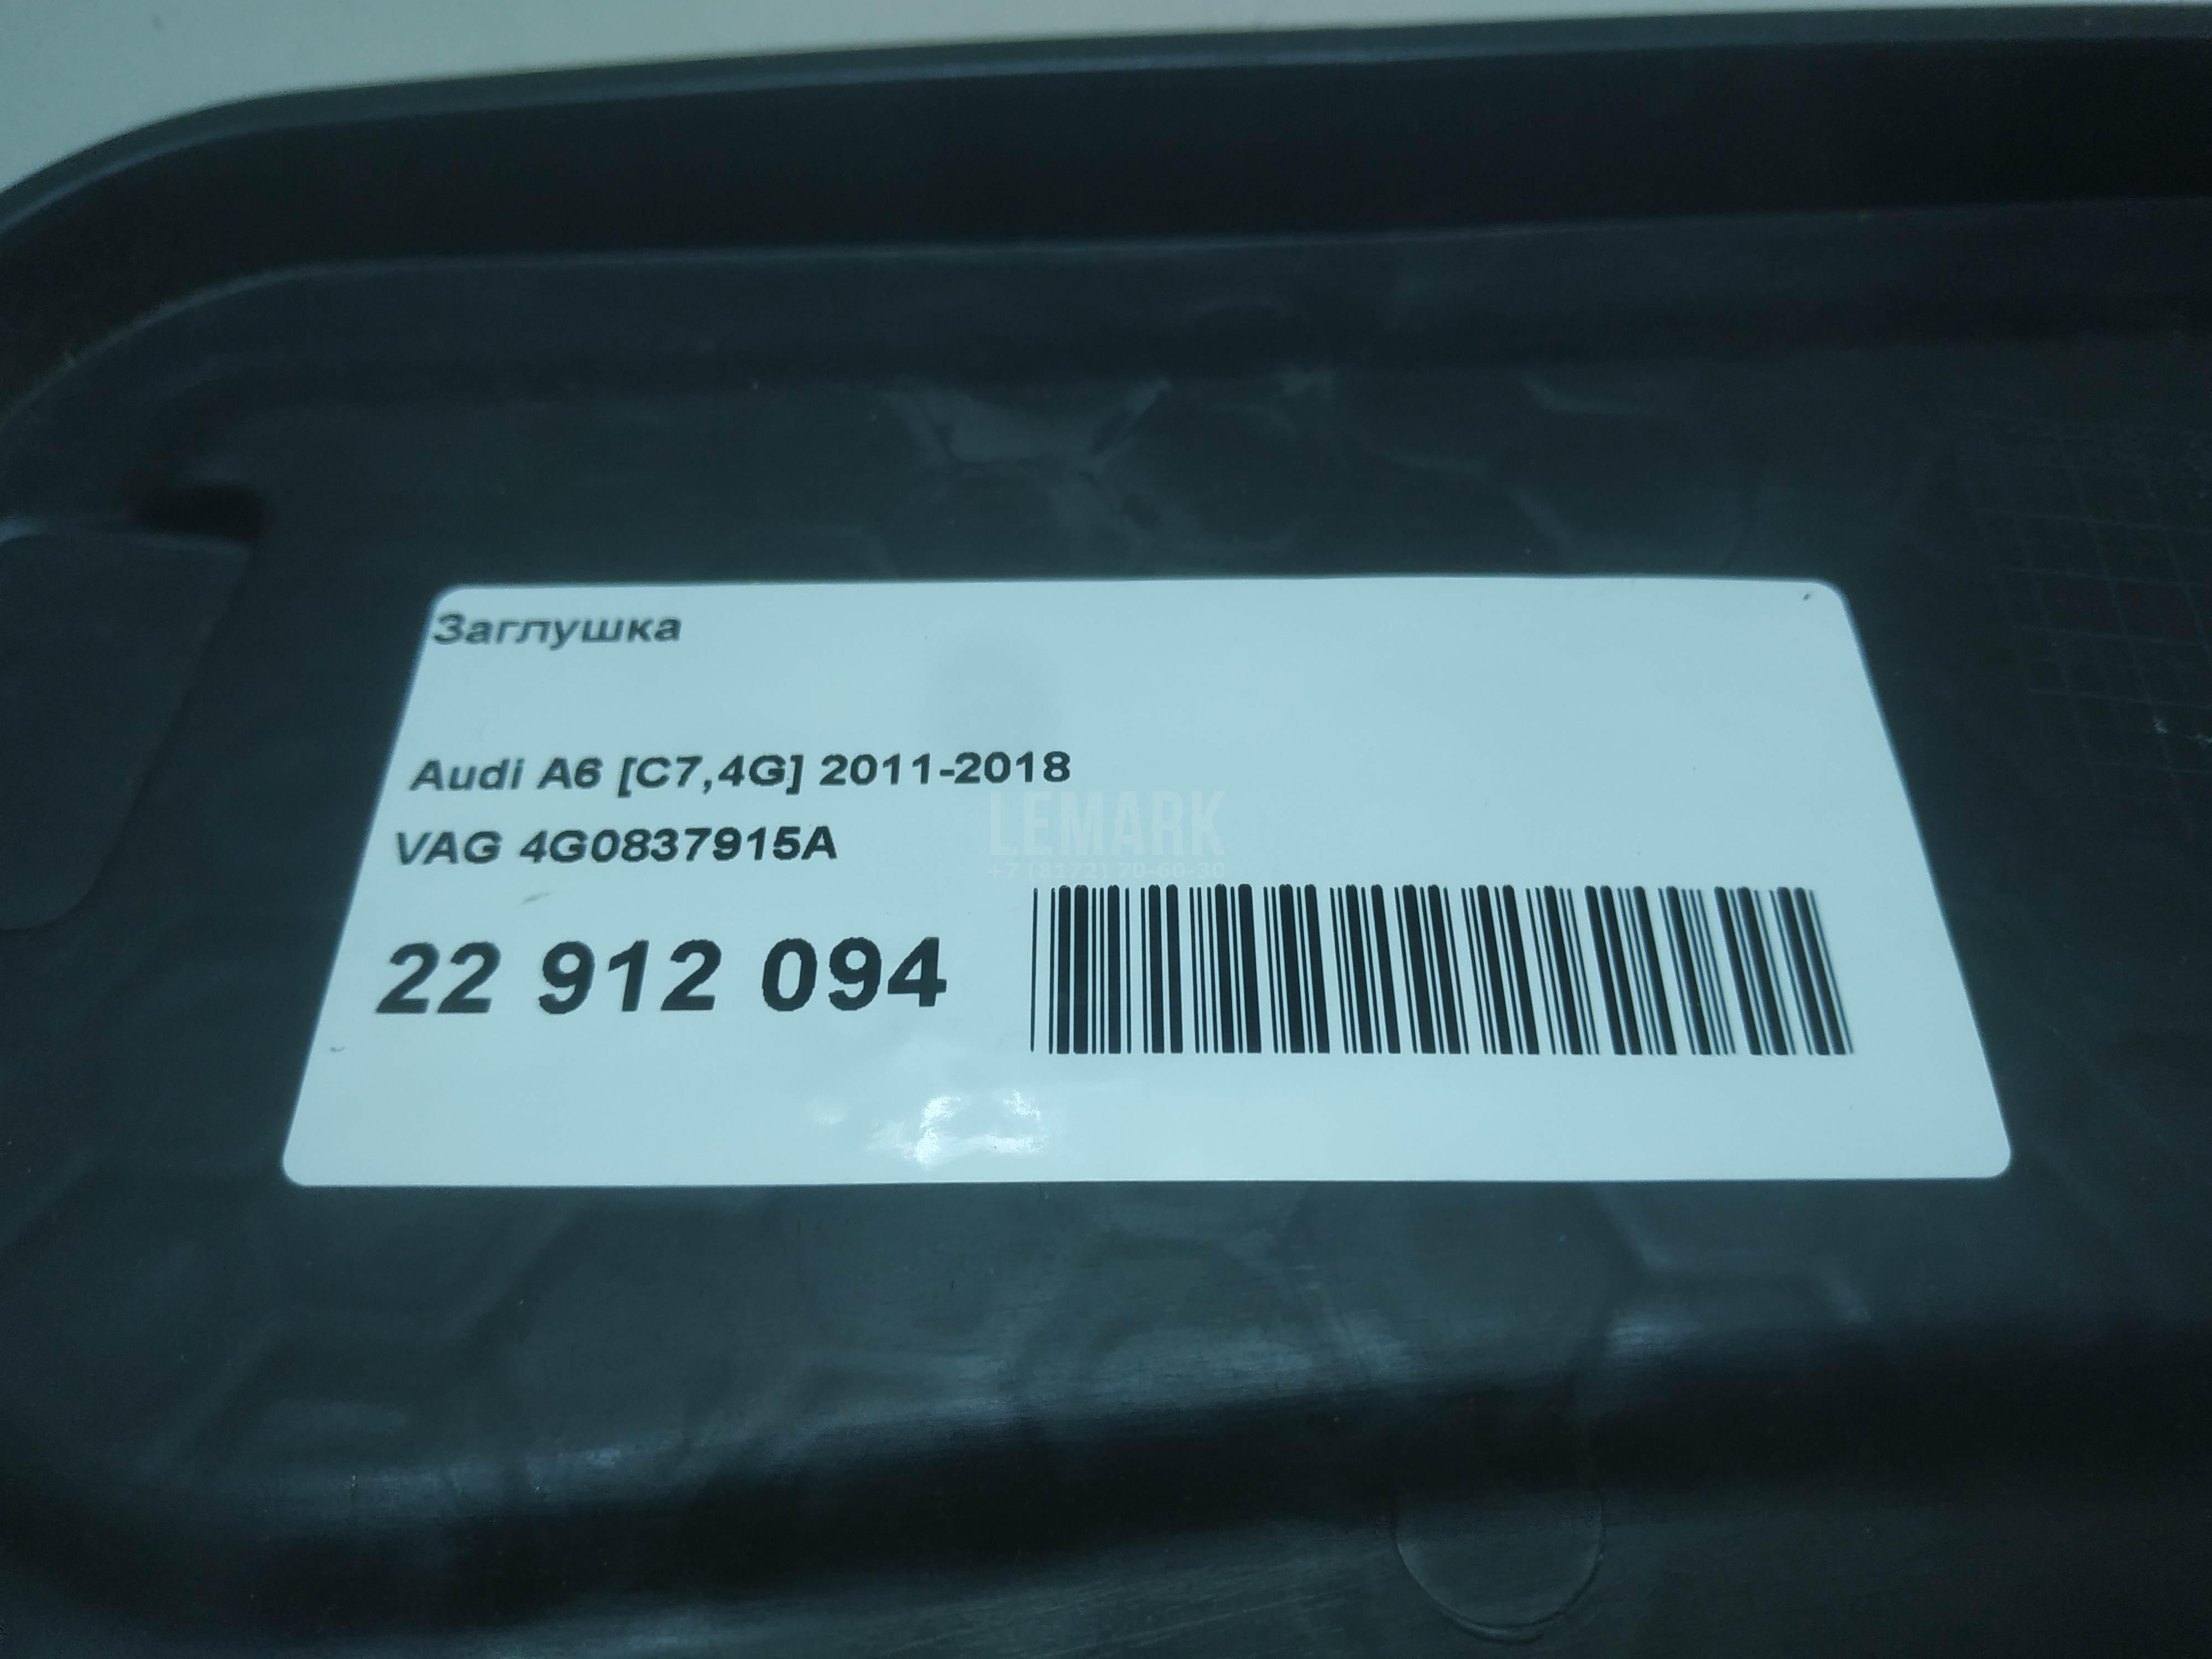 Заглушка
Audi A6 [C7,4G] 2011-2018
VAG 4G0837915A
LEMARK
+7 (8172) 70-60-30
22 912 094